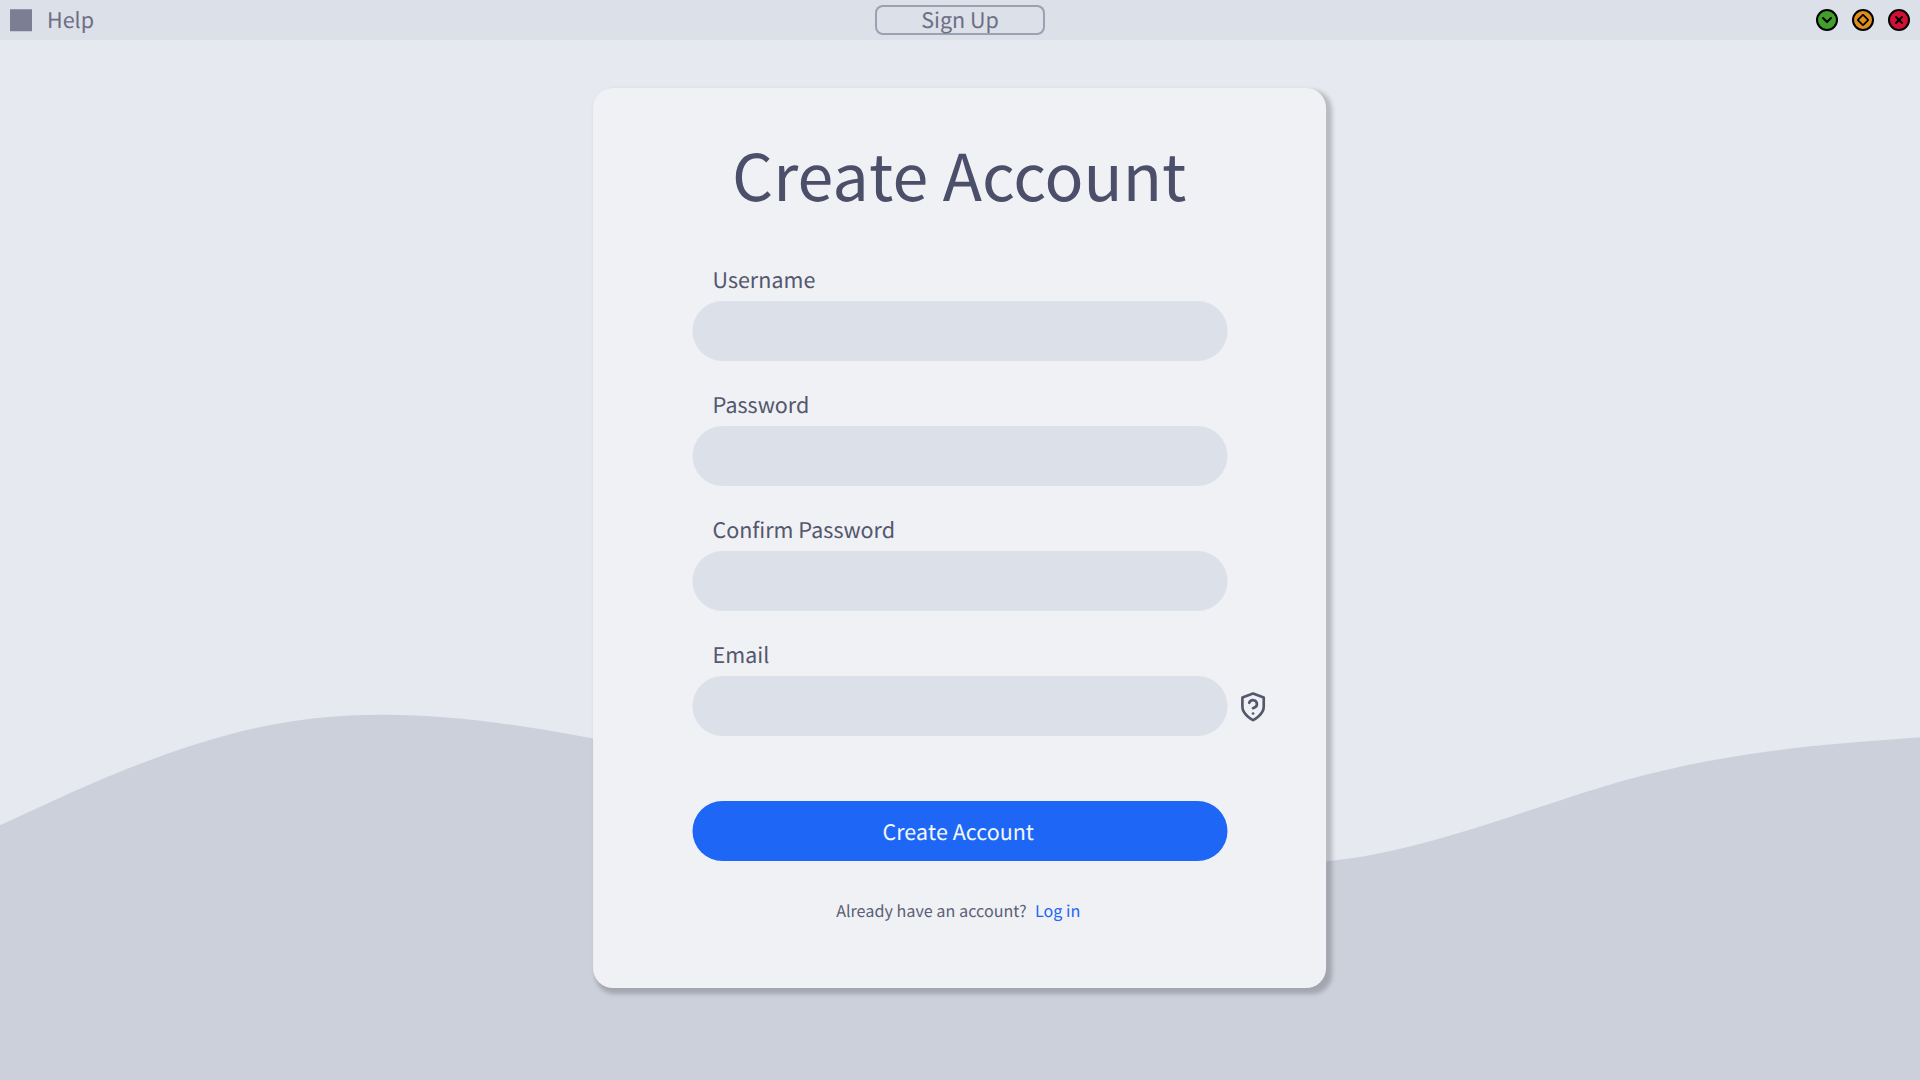 Help
Sign Up
Create Account
Username
Password
Confirm Password
Email
Create Account
Already have an account? Log in